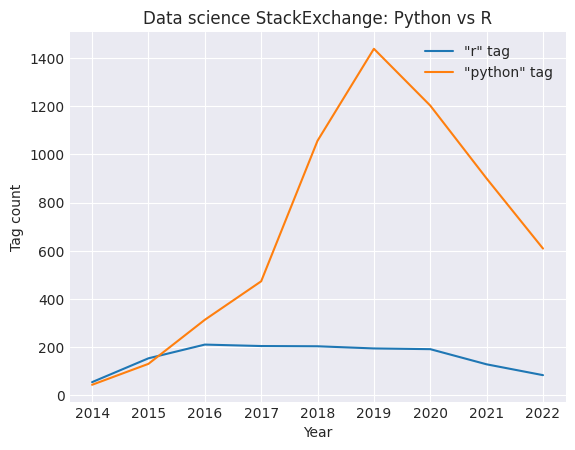 Data science StackExchange: Python vs R
"r" tag
"python" tag
Tag count
1400
1200
1000
800
600
400
200
0
2014 2015 2016 2017 2018 2019 2020 2021 2022
Year